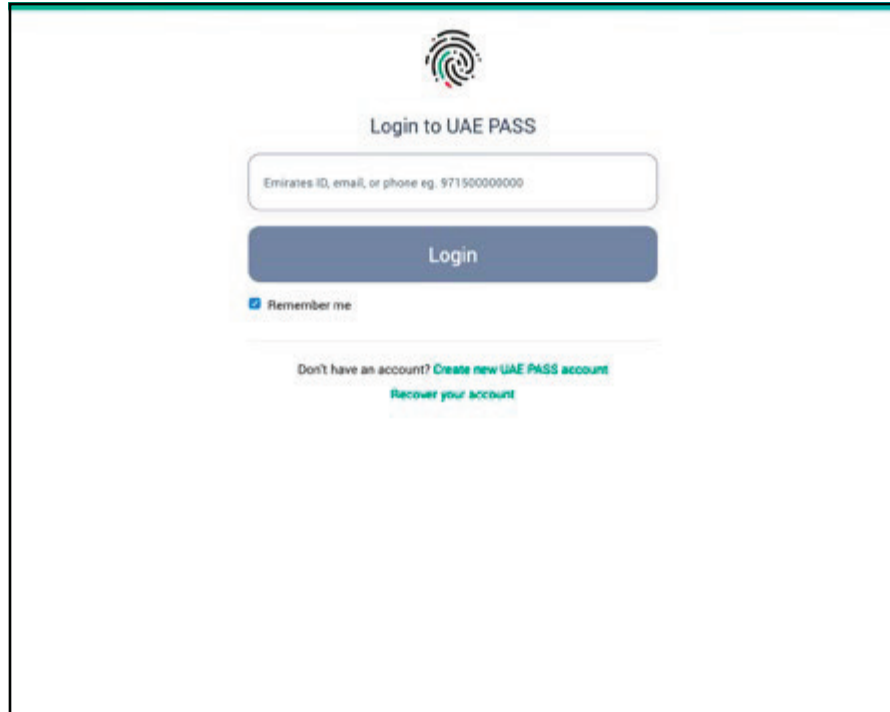 Login to UAE PASS
Emirates ID, email, or phone eg. 971500000000
Login
Remember me
Don't have an account? Create new UAE PASS account
Recover your account